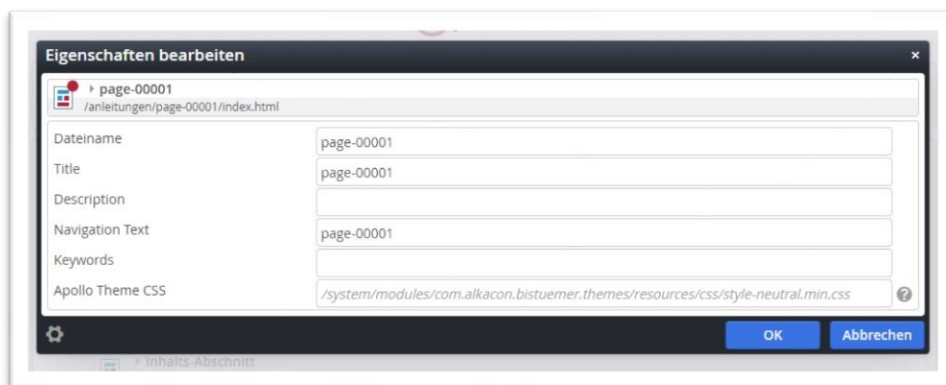 Eigenschaften bearbeiten
page-00001
/anleitungen/page-00001/index.html
Dateiname page-00001
Title page-00001
Description
Navigation Text page-00001
Keywords
Apollo Theme CSS /system/modules/com.alkacon.bistuemer.themes/resources/css/style-neutral.min.css
OK Abbrechen
Inhalts-Abschnitt